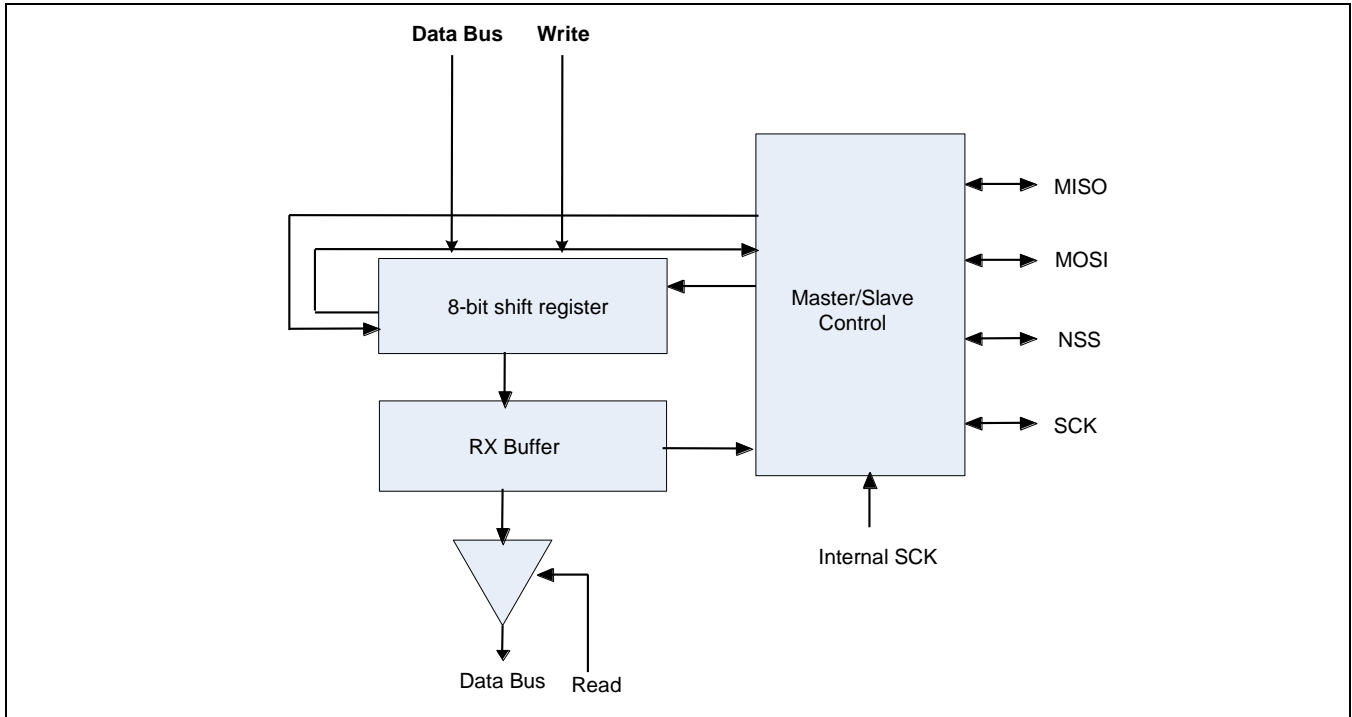 Data Bus
Write
MISO
MOSI
8-bit shift register
Master/Slave
Control
NSS
SCK
RX Buffer
Internal SCK
Data Bus
Read